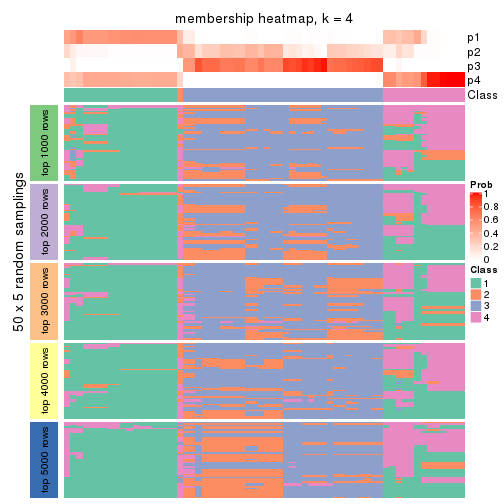 membership heatmap, k = 4
p1
p2
p3
p4
Class
50 x 5 random samplings
top 1000 rows
top 2000 rows
top 3000 rows
top 4000 rows
top 5000 rows
Prob
1
0.8
0.6
0.4
0.2
0
Class
1
2
3
4